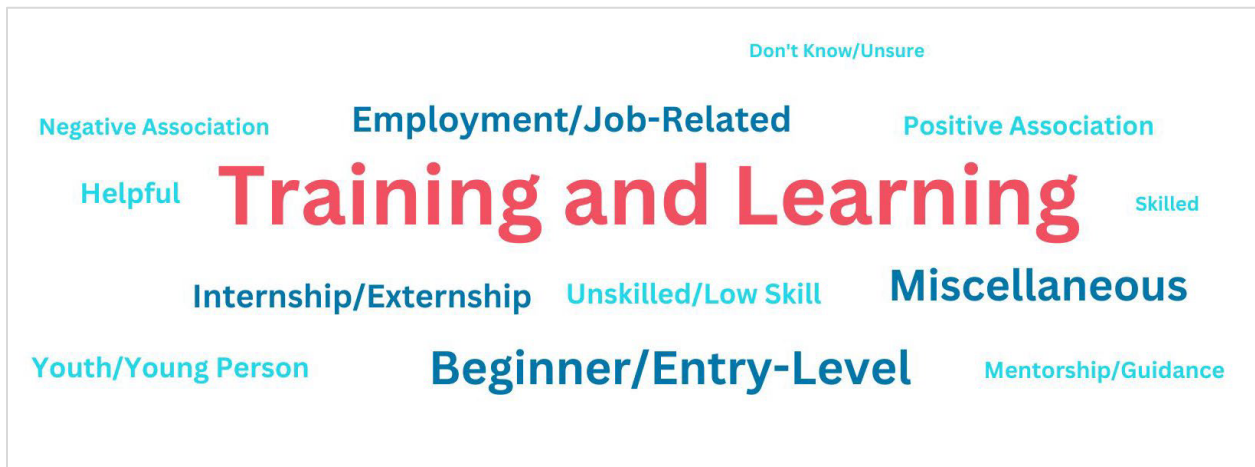 Don't Know/Unsure
Negative Association
Employment/Job-Related
Positive Association
Helpful
Training and Learning
Skilled
Internship/Externship
Unskilled/Low Skill
Miscellaneous
Youth/Young Person
Beginner/Entry-Level
Mentorship/Guidance